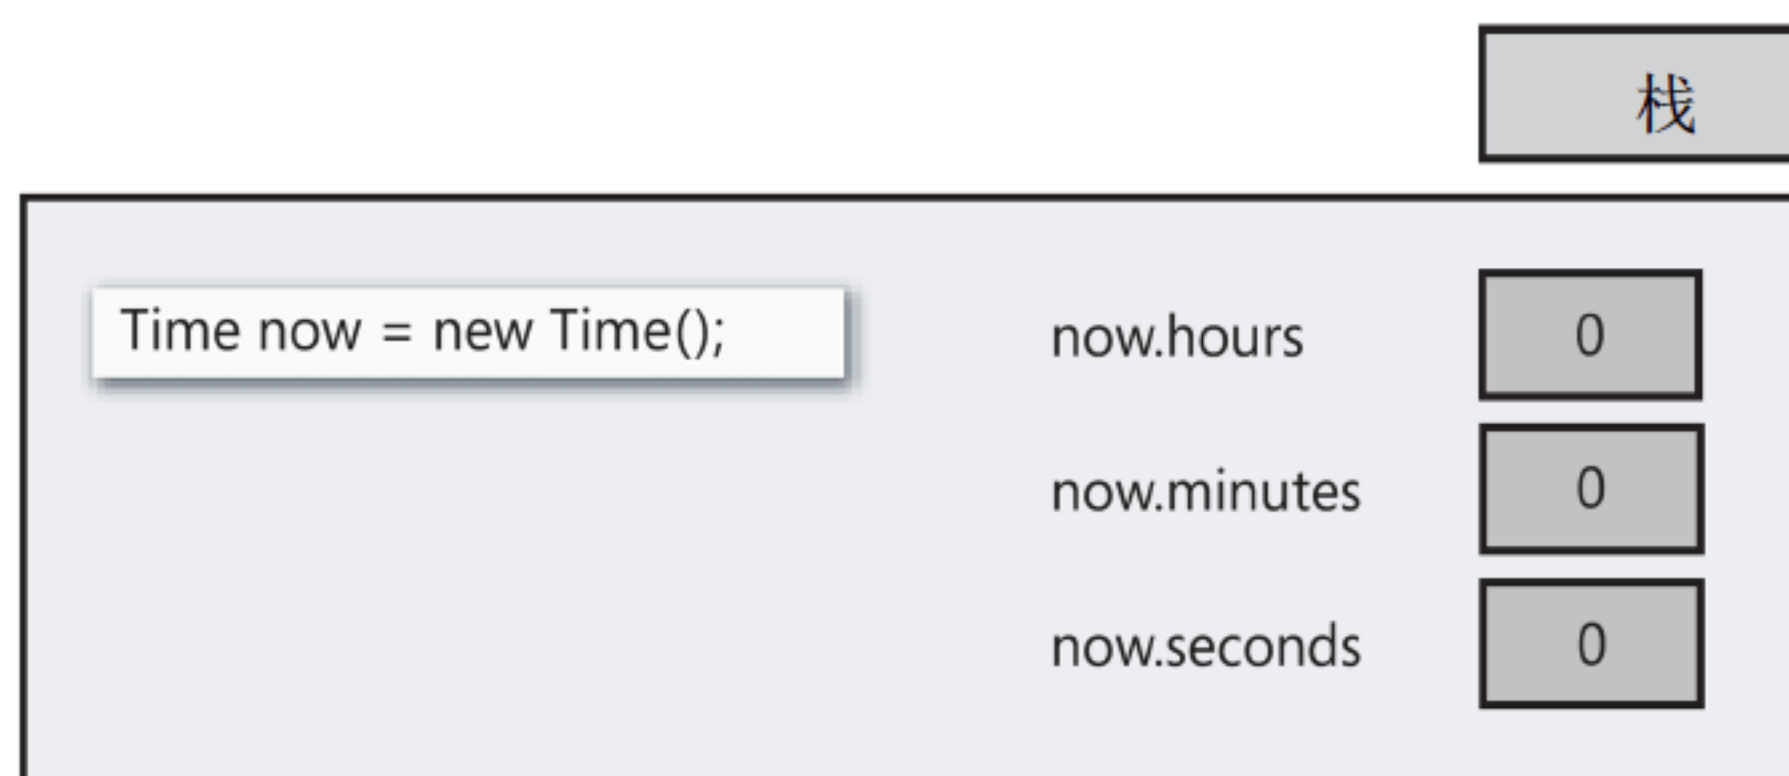 栈
Time now = new Time();
now.hours
0
now.minutes
0
now.seconds
0